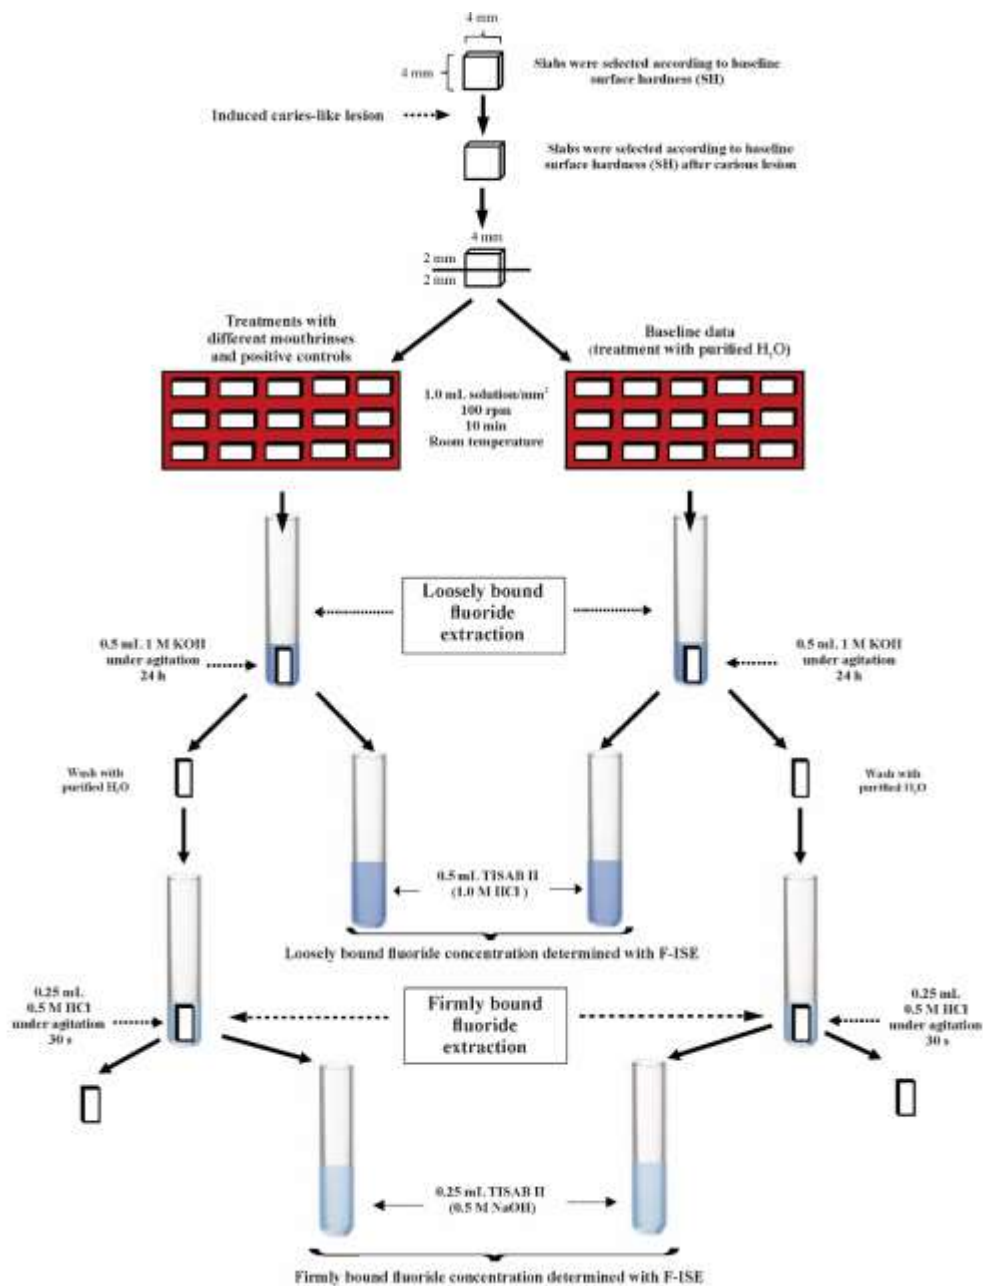 4 mm
4 mm
Slabs were selected according to baseline
surface hardness (SH)
Induced caries-like lesion
Slabs were selected according to baseline
surface hardness (SH) after carious lesion
4 mm
2 mm
2 mm
Treatments with
different mouthrinses
and positive controls
Baseline data
(treatment with purified H₂O)
1.0 mL solution/mm²
100 rpm
10 min
Room temperature
Loosely bound
fluoride
extraction
0.5 mL 1 M KOH
under agitation
24 h
0.5 mL 1 M KOH
under agitation
24 h
Wash with
purified H₂O
Wash with
purified H₂O
0.5 mL TISAB II
(1.0 M HCl )
Loosely bound fluoride concentration determined with F-ISE
0.25 mL
0.5 M HCl
under agitation
30 s
Firmly bound
fluoride
extraction
0.25 mL
0.5 M HCl
under agitation
30 s
0.25 mL TISAB II
(0.5 M NaOH)
Firmly bound fluoride concentration determined with F-ISE